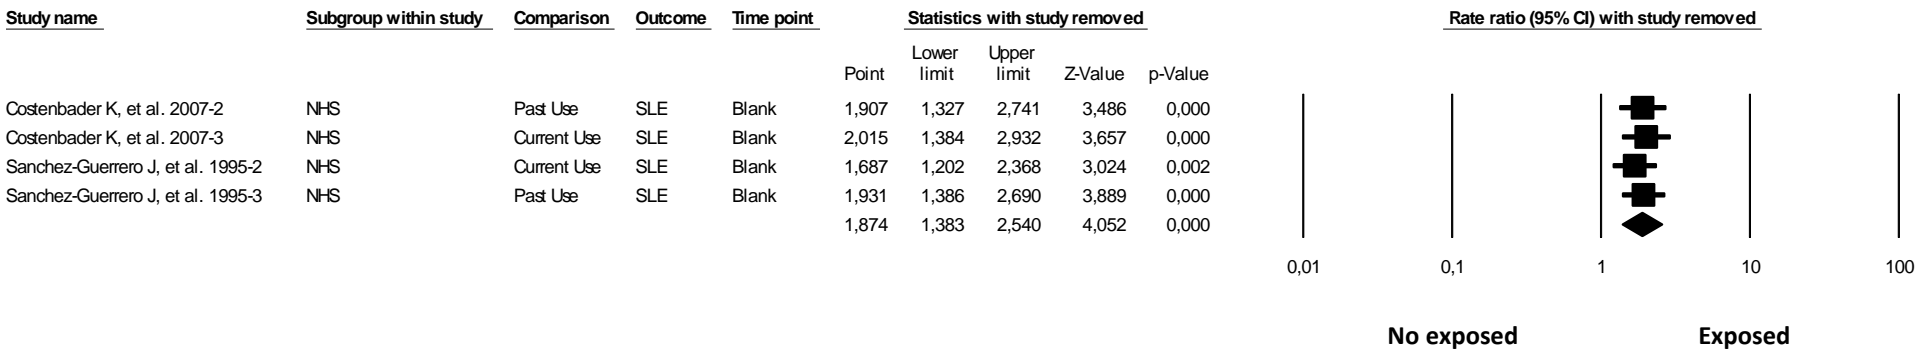 Study name Subgroup within study Comparison Outcome Time point Statistics with study removed Rate ratio (95% CI) with study removed
Lower Upper
Point limit limit Z-Value p-Value
Costenbader K, et al. 2007-2 NHS Past Use SLE Blank 1,907 1,327 2,741 3,486 0,000
Costenbader K, et al. 2007-3 NHS Current Use SLE Blank 2,015 1,384 2,932 3,657 0,000
Sanchez-Guerrero J, et al. 1995-2 NHS Current Use SLE Blank 1,687 1,202 2,368 3,024 0,002
Sanchez-Guerrero J, et al. 1995-3 NHS Past Use SLE Blank 1,931 1,386 2,690 3,889 0,000
1,874 1,383 2,540 4,052 0,000
0,01 0,1 1 10 100
No exposed Exposed